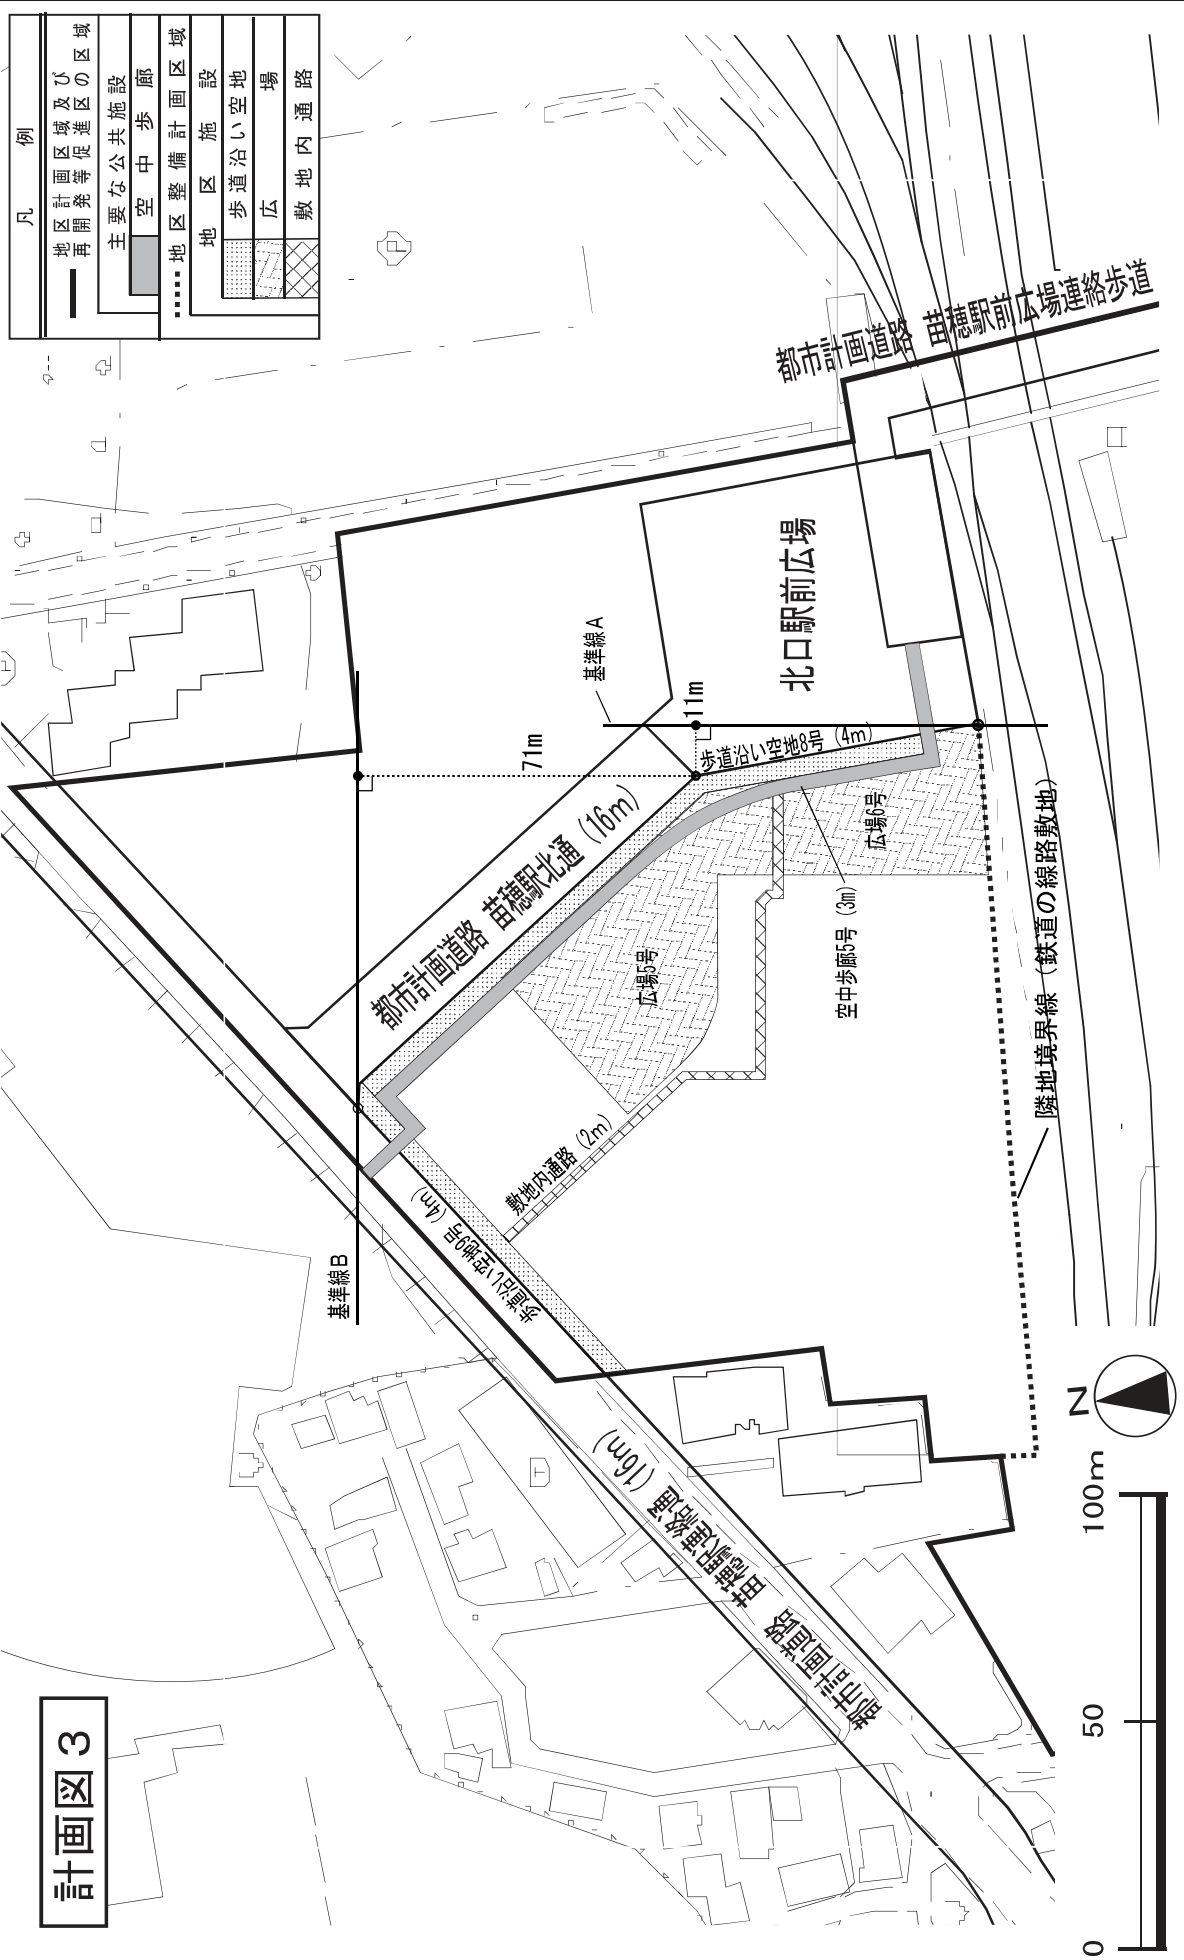 計画図３
凡例
地区計画区域及び
再開発等促進区の区域
主要な公共施設
空中歩廊
地区整備計画区域
地区施設
歩道沿い空地
広場
敷地内通路
都市計画道路 苗穂駅前広場連絡歩道
北口駅前広場
基準線A
11m
71m
歩道沿い空地8号（4m）
都市計画道路 苗穂駅北通（16m）
広場6号
広場5号
空中歩廊5号（3m）
敷地内通路（2m）
隣地境界線（鉄道の線路敷地）
基準線B
歩道沿い空地9号（4m）
都市計画道路 苗穂駅連絡通（16m）
N
0
50
100m